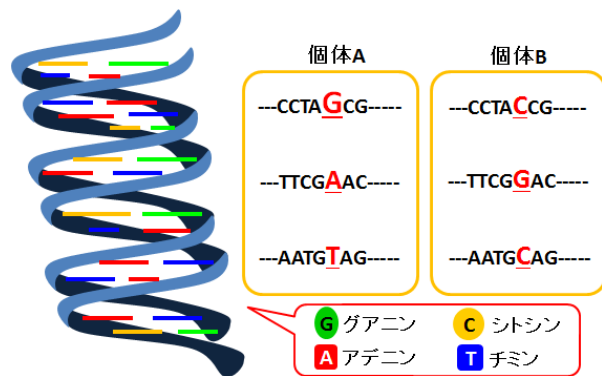 個体A 個体B
---CCTAGCG----- ---CCTACCG-----
---TTCGAAC----- ---TTCGGAC-----
---AATGTAG----- ---AATGCAG-----
G グアニン C シトシン
A アデニン T チミン